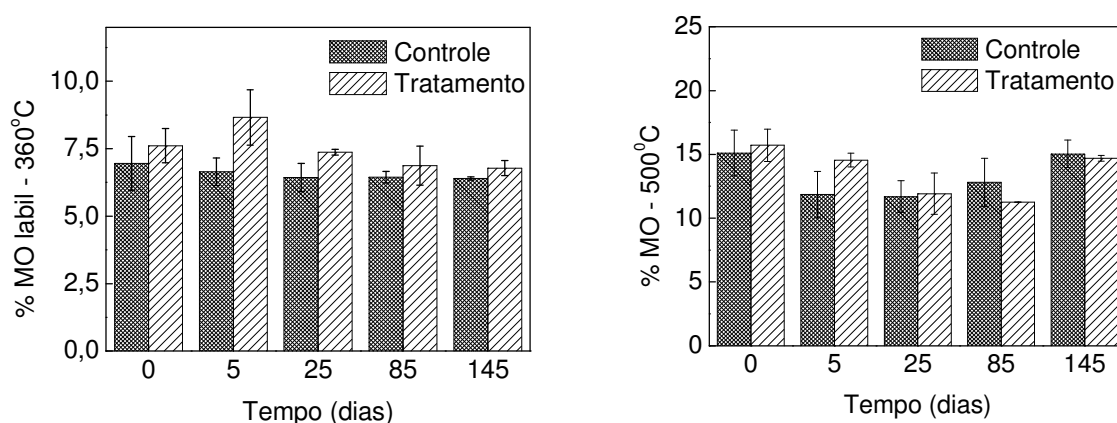 Controle
Tratamento
10,0
7,5
5,0
2,5
0,0
% MO labil - 360°C
0 5 25 85 145
Tempo (dias)
Controle
Tratamento
25
20
15
10
5
0
% MO - 500°C
0 5 25 85 145
Tempo (dias)